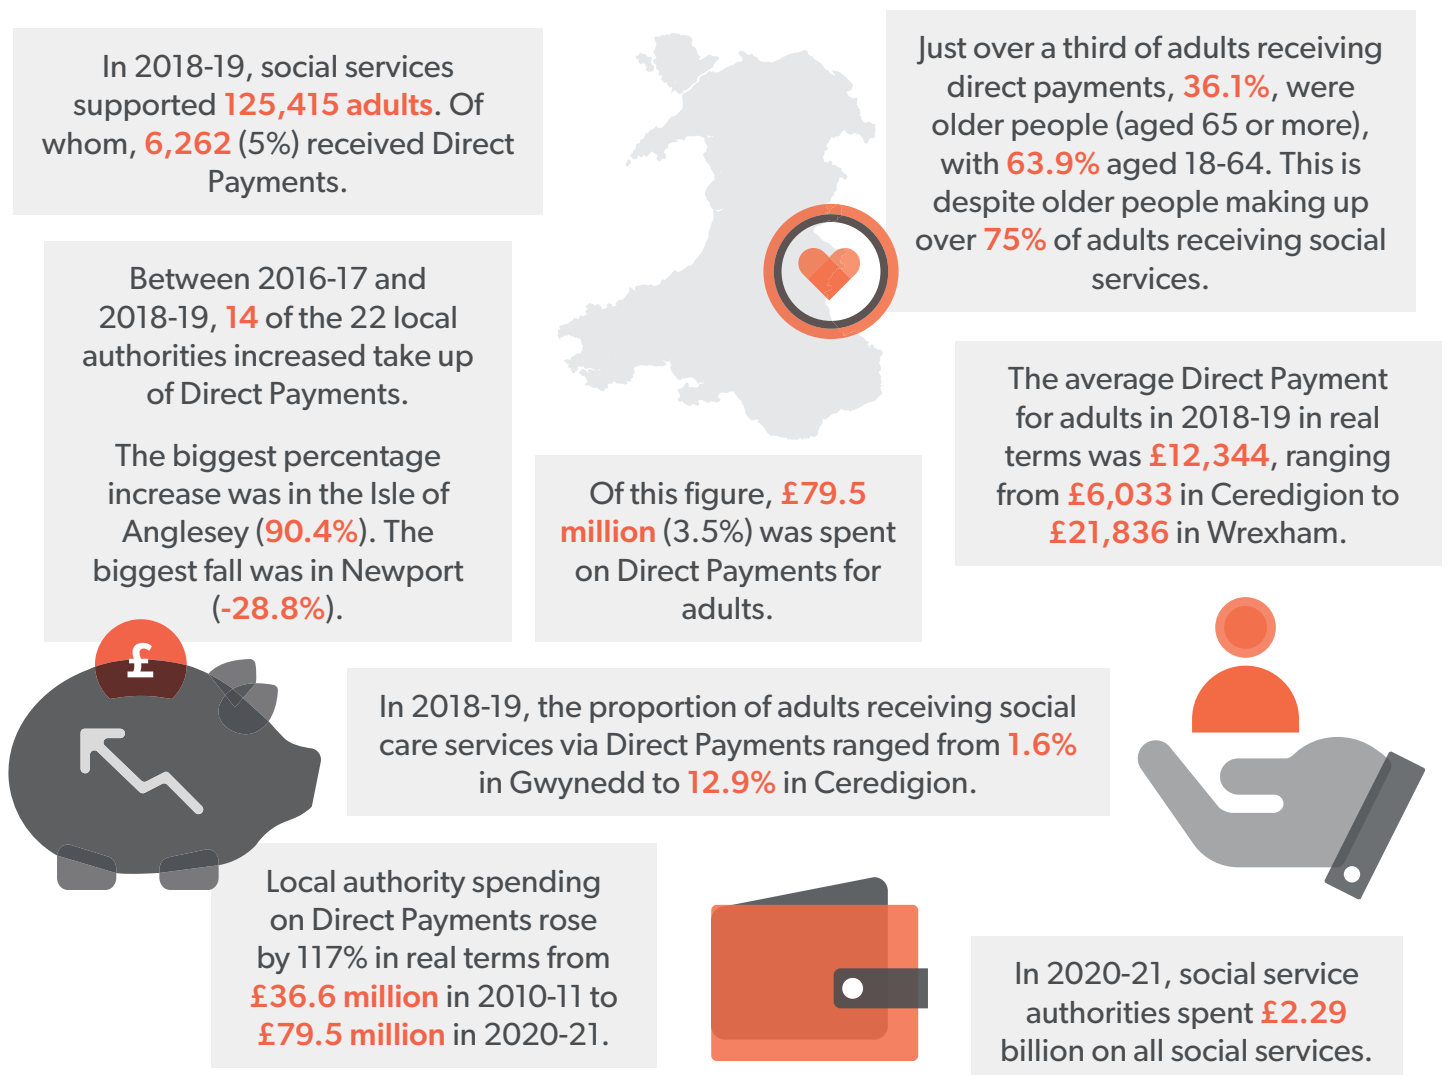 In 2018-19, social services
supported 125,415 adults. Of
whom, 6,262 (5%) received Direct
Payments.
Just over a third of adults receiving
direct payments, 36.1%, were
older people (aged 65 or more),
with 63.9% aged 18-64. This is
despite older people making up
over 75% of adults receiving social
services.
Between 2016-17 and
2018-19, 14 of the 22 local
authorities increased take up
of Direct Payments.
The biggest percentage
increase was in the Isle of
Anglesey (90.4%). The
biggest fall was in Newport
(-28.8%).
The average Direct Payment
for adults in 2018-19 in real
terms was £12,344, ranging
from £6,033 in Ceredigion to
£21,836 in Wrexham.
Of this figure, £79.5
million (3.5%) was spent
on Direct Payments for
adults.
£
In 2018-19, the proportion of adults receiving social
care services via Direct Payments ranged from 1.6%
in Gwynedd to 12.9% in Ceredigion.
Local authority spending
on Direct Payments rose
by 117% in real terms from
£36.6 million in 2010-11 to
£79.5 million in 2020-21.
In 2020-21, social service
authorities spent £2.29
billion on all social services.